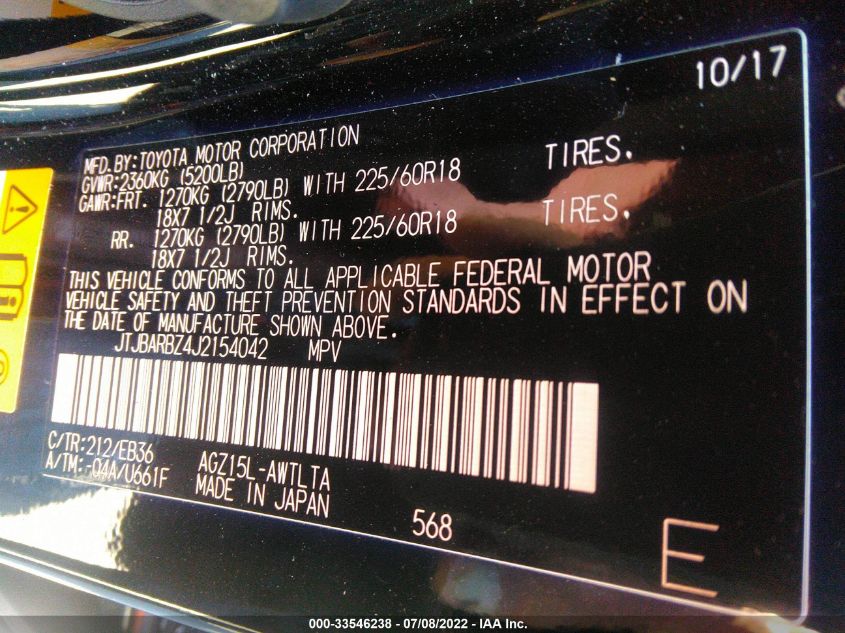 10/17
MFD.BY:TOYOTA MOTOR CORPORATION
GVWR:2360KG (5200LB)
GAWR:FRT. 1270KG (2790LB) WITH 225/60R18 TIRES.
18X7 1/2J RIMS.
RR. 1270KG (2790LB) WITH 225/60R18 TIRES.
18X7 1/2J RIMS.
THIS VEHICLE CONFORMS TO ALL APPLICABLE FEDERAL MOTOR
VEHICLE SAFETY AND THEFT PREVENTION STANDARDS IN EFFECT ON
THE DATE OF MANUFACTURE SHOWN ABOVE.
JTJBARBZ4J2154042 MPV
C/TR:212/EB36
A/TM:-04A/U661F AGZ15L-AWTLTA
MADE IN JAPAN
568
E
000-33546238 - 07/08/2022 - IAA Inc.